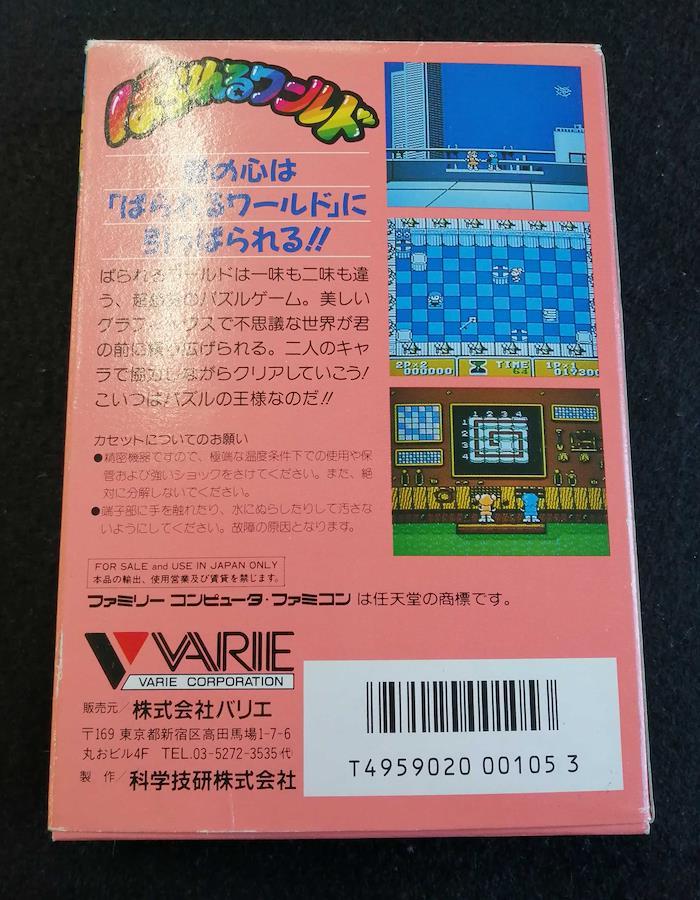 ぱられるワールド
君の心は
「ぱられるワールド」に
引っぱられる!!
ぱられるワールドは一味も二味も違
う、のパズルゲーム。美しい
グラフィックスで不思議な世界が君
の前に繰り広げられる。二人のキャ
ラで協力しながらクリアしていこう!
こいつはパズルの王様なのだ!!
カセットについてのお願い
●精密機器ですので、極端な温度条件下での使用や保
管および強いショックをさけてください。また、絶
対に分解しないでください。
●端子部に手を触れたり、水にぬらしたりして汚さな
いようにしてください。故障の原因となります。
FOR SALE and USE IN JAPAN ONLY
本品の輸出、使用営業及び賃貸を禁じます。
ファミリーコンピュータ・ファミコンは任天堂の商標です。
2P×2 TIME 1P×1
000000 64 017300
1 2 3 4
1
2
3
4
VARIE
VARIE CORPORATION
販売元/株式会社バリエ
〒169 東京都新宿区高田馬場1-7-6
丸おビル4F TEL.03-5272-3535代
製 作/科学技研株式会社
T4959020 00105 3